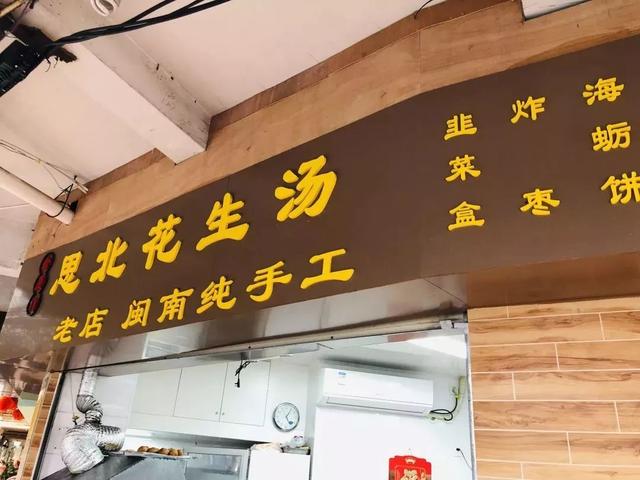 思北花生汤
老店 闽南纯手工
海蛎饼
炸枣
韭菜盒